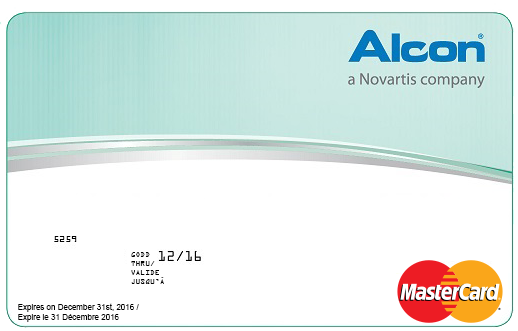 Alcon®
a Novartis company
5259
GOOD 12/16
THRU/
VALIDE
JUSQU'À
Expires on December 31st, 2016 /
Expire le 31 Décembre 2016
MasterCard